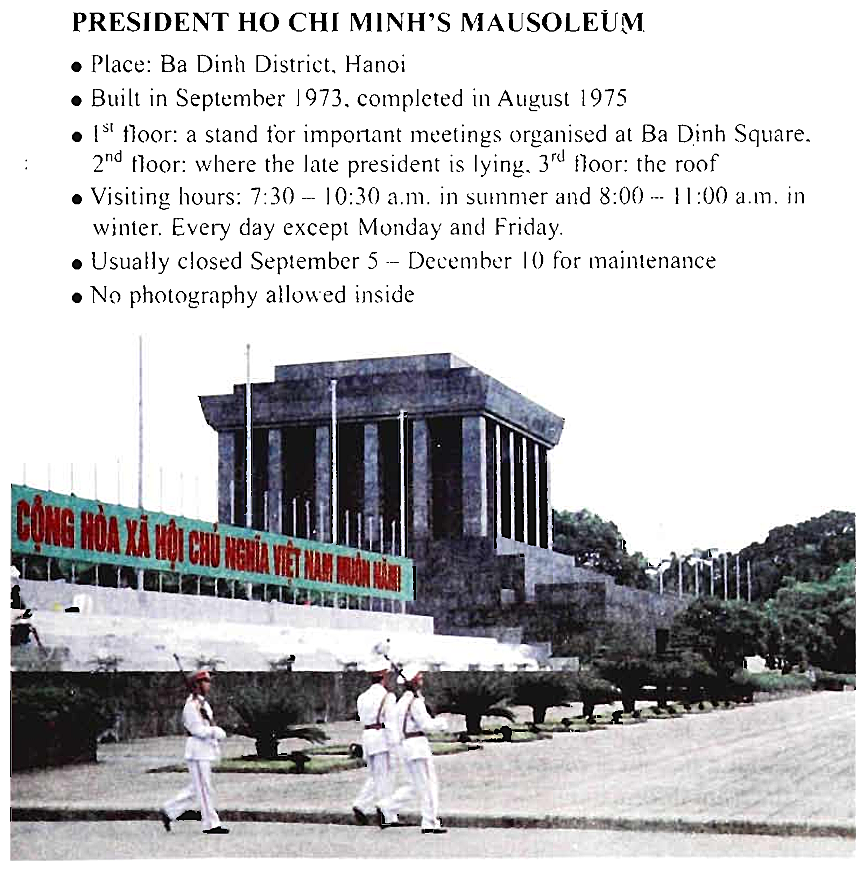 PRESIDENT HO CHI MINH'S MAUSOLEUM
● Place: Ba Dinh District, Hanoi
● Built in September 1973, completed in August 1975
● 1st floor: a stand for important meetings organised at Ba Dinh Square,
2nd floor: where the late president is lying, 3rd floor: the roof
● Visiting hours: 7:30 – 10:30 a.m. in summer and 8:00 – 11:00 a.m. in
winter. Every day except Monday and Friday.
● Usually closed September 5 – December 10 for maintenance
● No photography allowed inside
CỘNG HÒA XÃ HỘI CHỦ NGHĨA VIỆT NAM MUÔN NĂM!